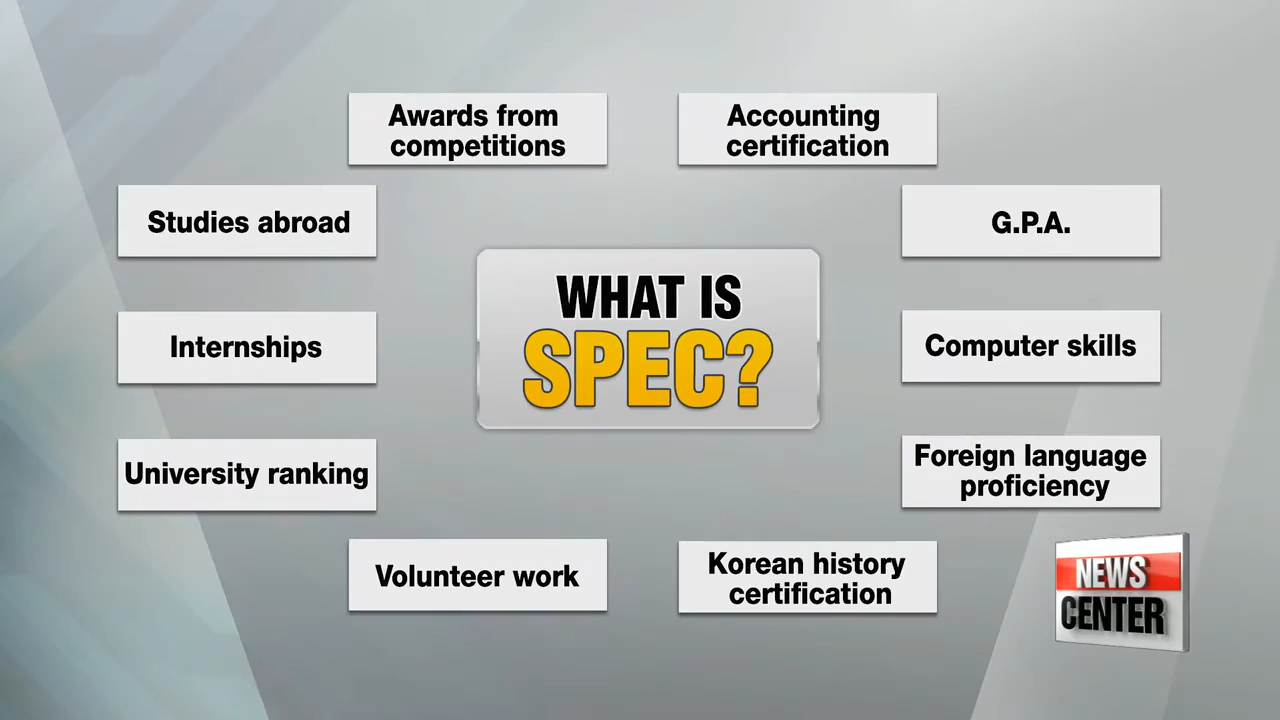 Awards from
competitions
Accounting
certification
Studies abroad
G.P.A.
WHAT IS
SPEC?
Internships
Computer skills
University ranking
Foreign language
proficiency
Volunteer work
Korean history
certification
NEWS
CENTER